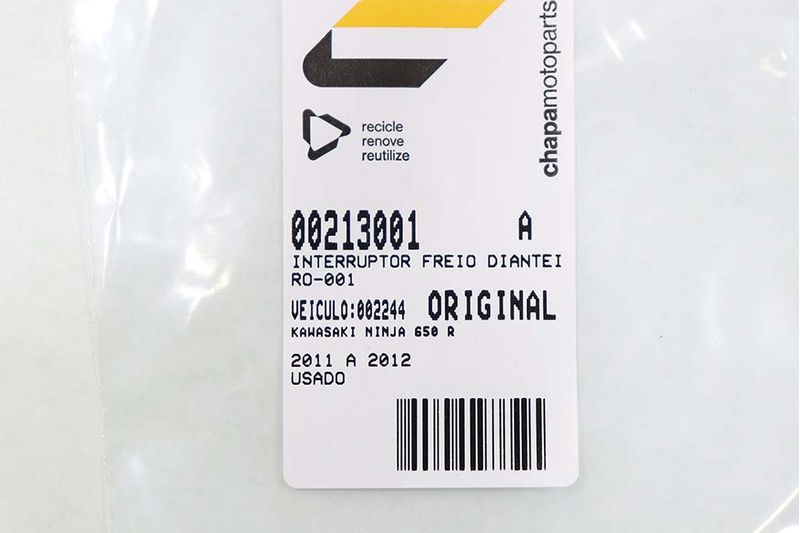 chapamotoparts
recicle
renove
reutilize
00213001 A
INTERRUPTOR FREIO DIANTEI
RO-001
VEICULO:002244 ORIGINAL
KAWASAKI NINJA 650 R
2011 A 2012
USADO